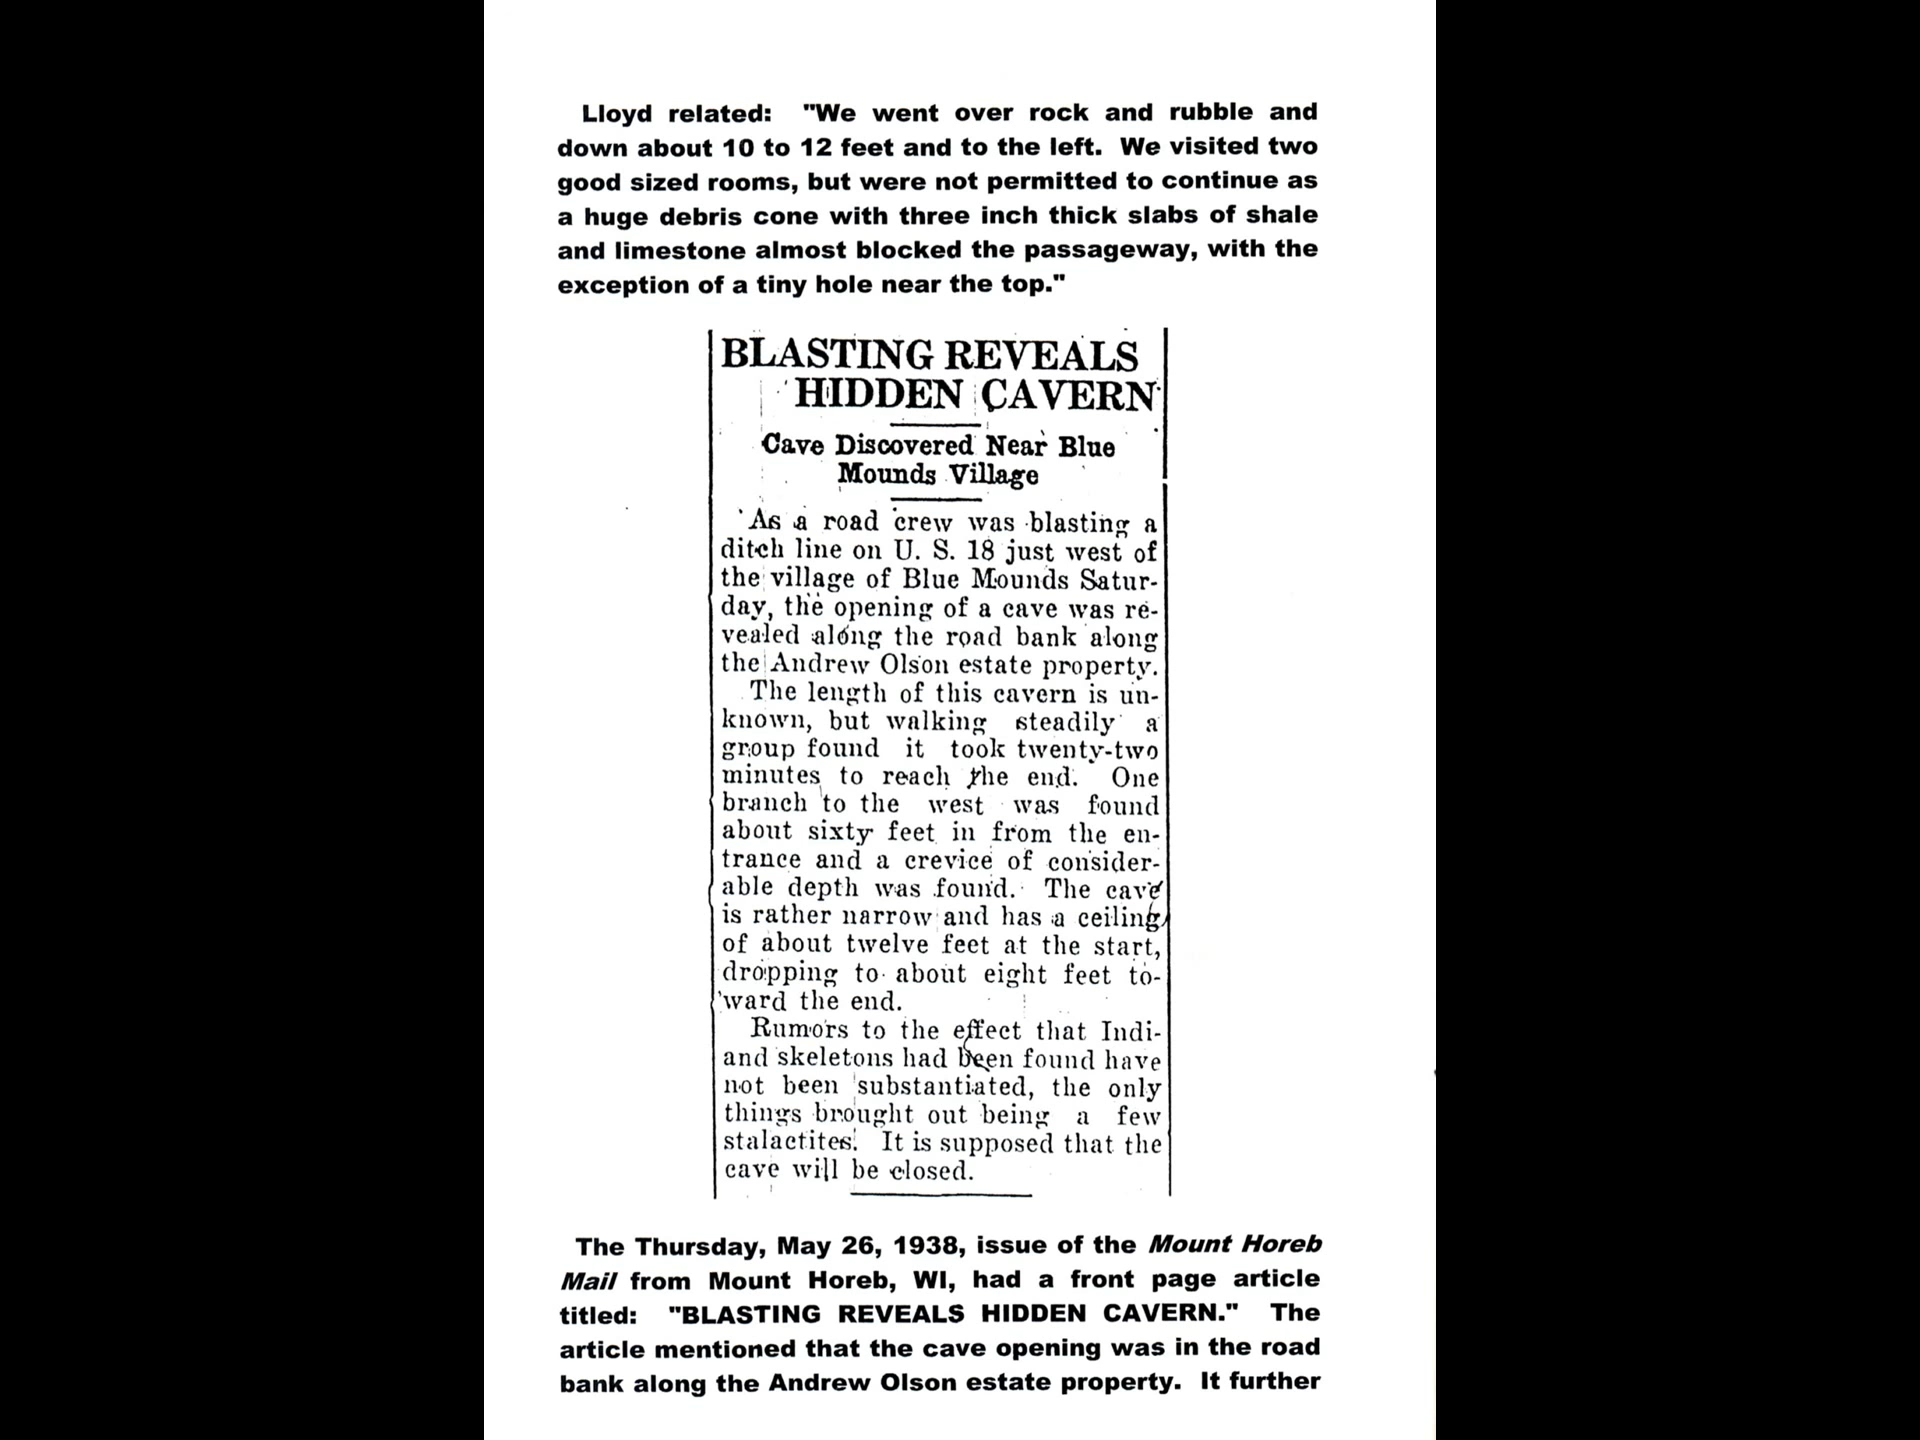 Lloyd related: "We went over rock and rubble and
down about 10 to 12 feet and to the left. We visited two
good sized rooms, but were not permitted to continue as
a huge debris cone with three inch thick slabs of shale
and limestone almost blocked the passageway, with the
exception of a tiny hole near the top."
BLASTING REVEALS
HIDDEN CAVERN
Cave Discovered Near Blue
Mounds Village
As a road crew was blasting a
ditch line on U. S. 18 just west of
the village of Blue Mounds Satur-
day, the opening of a cave was re-
vealed along the road bank along
the Andrew Olson estate property.
The length of this cavern is un-
known, but walking steadily a
group found it took twenty-two
minutes to reach the end. One
branch to the west was found
about sixty feet in from the en-
trance and a crevice of consider-
able depth was found. The cave
is rather narrow and has a ceiling
of about twelve feet at the start,
dropping to about eight feet to-
ward the end.
Rumors to the effect that Indi-
and skeletons had been found have
not been substantiated, the only
things brought out being a few
stalactites. It is supposed that the
cave will be closed.
The Thursday, May 26, 1938, issue of the Mount Horeb
Mail from Mount Horeb, WI, had a front page article
titled: "BLASTING REVEALS HIDDEN CAVERN." The
article mentioned that the cave opening was in the road
bank along the Andrew Olson estate property. It further